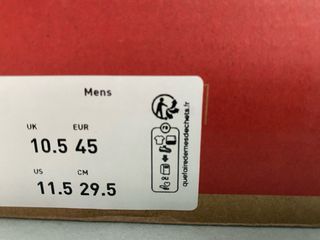 Mens
UK EUR
10.5 45
US CM
11.5 29.5
quefairedemesdechets.fr